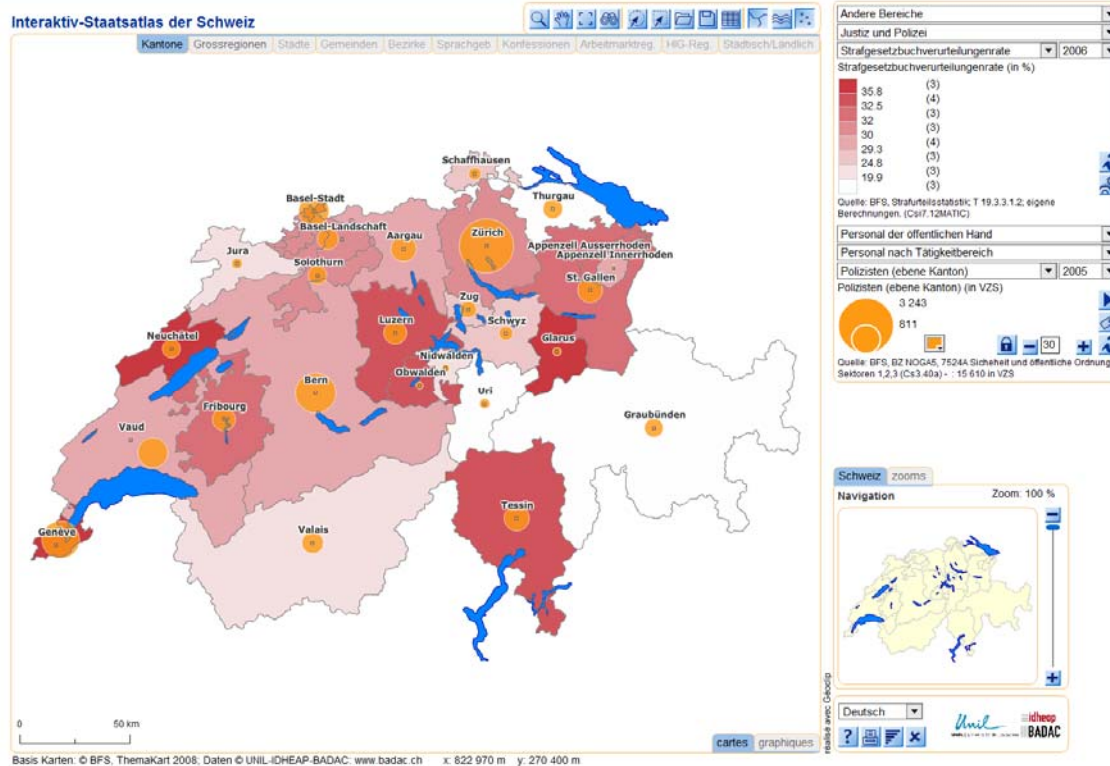 Interaktiv-Staatsatlas der Schweiz
Kantone Grossregionen Städte Gemeinden Bezirke Sprachgeb. Konfessionen Arbeitmarktreg. HIG-Reg. Städtisch/Ländlich
Schaffhausen
Thurgau
Basel-Stadt
Basel-Landschaft
Aargau
Zürich
Appenzell Ausserrhoden
Appenzell Innerrhoden
Jura
Solothurn
St. Gallen
Zug
Luzern
Schwyz
Neuchâtel
Glarus
Nidwalden
Obwalden
Bern
Uri
Fribourg
Graubünden
Vaud
Tessin
Genève
Valais
0 50 km
cartes graphiques
Basis Karten: © BFS, ThemaKart 2008; Daten © UNIL-IDHEAP-BADAC: www.badac.ch x: 822 970 m y: 270 400 m
réalisé avec Géoclip
Andere Bereiche
Justiz und Polizei
Strafgesetzbuchverurteilungenrate 2006
Strafgesetzbuchverurteilungenrate (in %)
(3)
35.8
(4)
32.5
(3)
32
(3)
30
(4)
29.3
(3)
24.8
(3)
19.9
(3)
Quelle: BFS, Strafurteilsstatistik; T 19.3.3.1.2; eigene
Berechnungen. (Csi7.12MATIC)
Personal der öffentlichen Hand
Personal nach Tätigkeitbereich
Polizisten (ebene Kanton) 2005
Polizisten (ebene Kanton) (in VZS)
3 243
811
30
Quelle: BFS, BZ NOGA5, 7524A Sicheheit und öffentliche Ordnung
Sektoren 1,2,3 (Cs3.40a) - : 15 610 in VZS
Schweiz zooms
Navigation Zoom: 100 %
Deutsch
Unil
idheap
BADAC